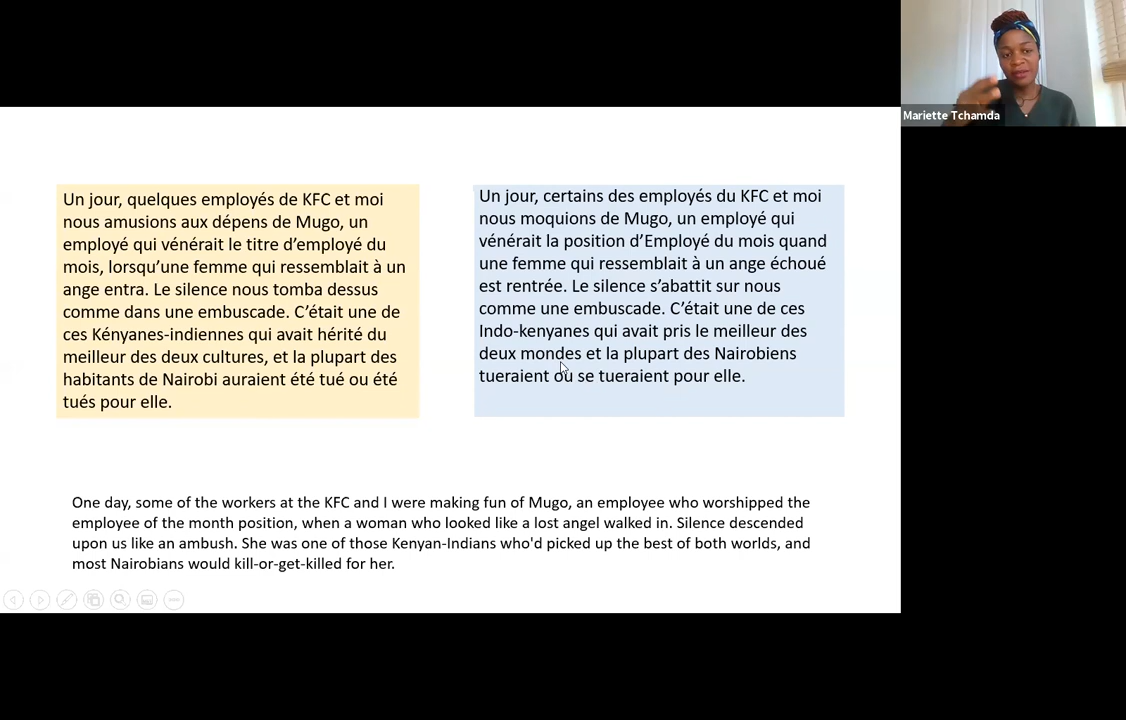 Mariette Tchamda
Un jour, quelques employés de KFC et moi
nous amusions aux dépens de Mugo, un
employé qui vénérait le titre d’employé du
mois, lorsqu’une femme qui ressemblait à un
ange entra. Le silence nous tomba dessus
comme dans une embuscade. C’était une de
ces Kényanes-indiennes qui avait hérité du
meilleur des deux cultures, et la plupart des
habitants de Nairobi auraient été tué ou été
tués pour elle.
Un jour, certains des employés du KFC et moi
nous moquions de Mugo, un employé qui
vénérait la position d’Employé du mois quand
une femme qui ressemblait à un ange échoué
est rentrée. Le silence s’abattit sur nous
comme une embuscade. C’était une de ces
Indo-kenyanes qui avait pris le meilleur des
deux mondes et la plupart des Nairobiens
tueraient ou se tueraient pour elle.
One day, some of the workers at the KFC and I were making fun of Mugo, an employee who worshipped the
employee of the month position, when a woman who looked like a lost angel walked in. Silence descended
upon us like an ambush. She was one of those Kenyan-Indians who'd picked up the best of both worlds, and
most Nairobians would kill-or-get-killed for her.